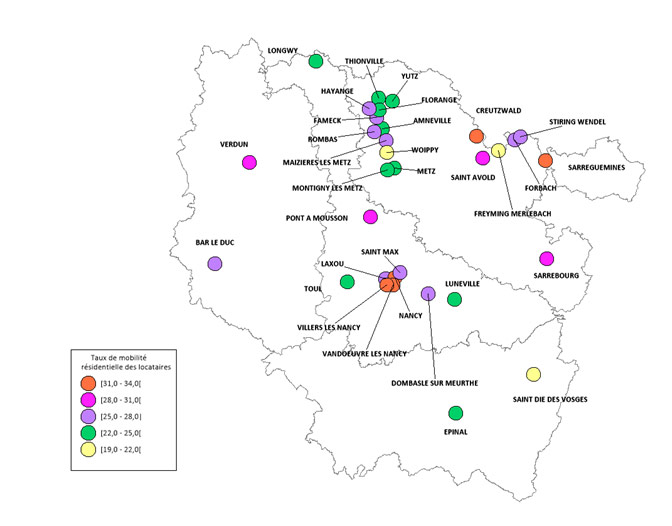 LONGWY
THIONVILLE
YUTZ
HAYANGE
FLORANGE
CREUTZWALD
FAMECK
AMNEVILLE
STIRING WENDEL
ROMBAS
VERDUN
WOIPPY
MAIZIERES LES METZ
METZ
SAINT AVOLD
SARREGUMINES
MONTIGNY LES METZ
FORBACH
FREYMING MERLEBACH
PONT A MOUSSON
BAR LE DUC
SAINT MAX
LAXOU
SARREBOURG
TOUL
LUNEVILLE
NANCY
VILLERS LES NANCY
VANDOEUVRE LES NANCY
DOMBASLE SUR MEURTHE
SAINT DIE DES VOSGES
EPINAL
Taux de mobilité
résidentielle des locataires
[31,0 - 34,0[
[28,0 - 31,0[
[25,0 - 28,0[
[22,0 - 25,0[
[19,0 - 22,0[